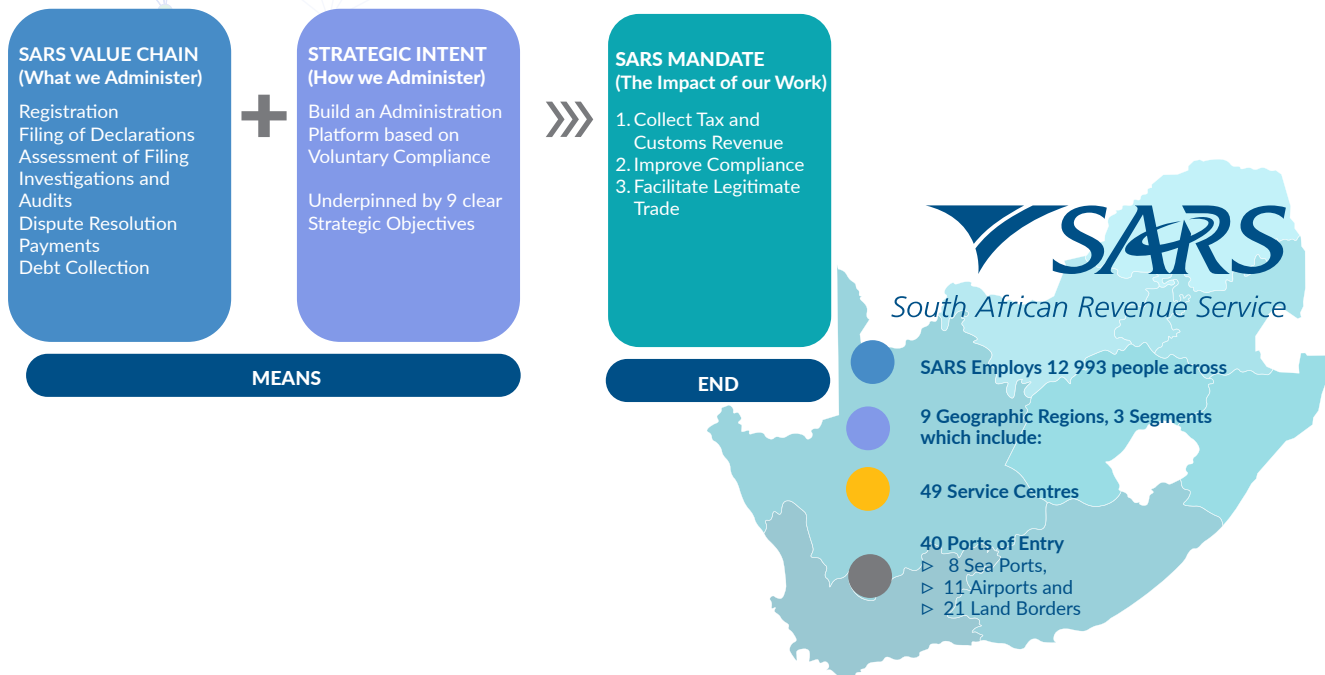 SARS VALUE CHAIN
(What we Administer)
Registration
Filing of Declarations
Assessment of Filing
Investigations and
Audits
Dispute Resolution
Payments
Debt Collection
STRATEGIC INTENT
(How we Administer)
Build an Administration
Platform based on
Voluntary Compliance
Underpinned by 9 clear
Strategic Objectives
MEANS
SARS MANDATE
(The Impact of our Work)
1. Collect Tax and
Customs Revenue
2. Improve Compliance
3. Facilitate Legitimate
Trade
END
SARS
South African Revenue Service
SARS Employs 12 993 people across
9 Geographic Regions, 3 Segments
which include:
49 Service Centres
40 Ports of Entry
▷ 8 Sea Ports,
▷ 11 Airports and
▷ 21 Land Borders